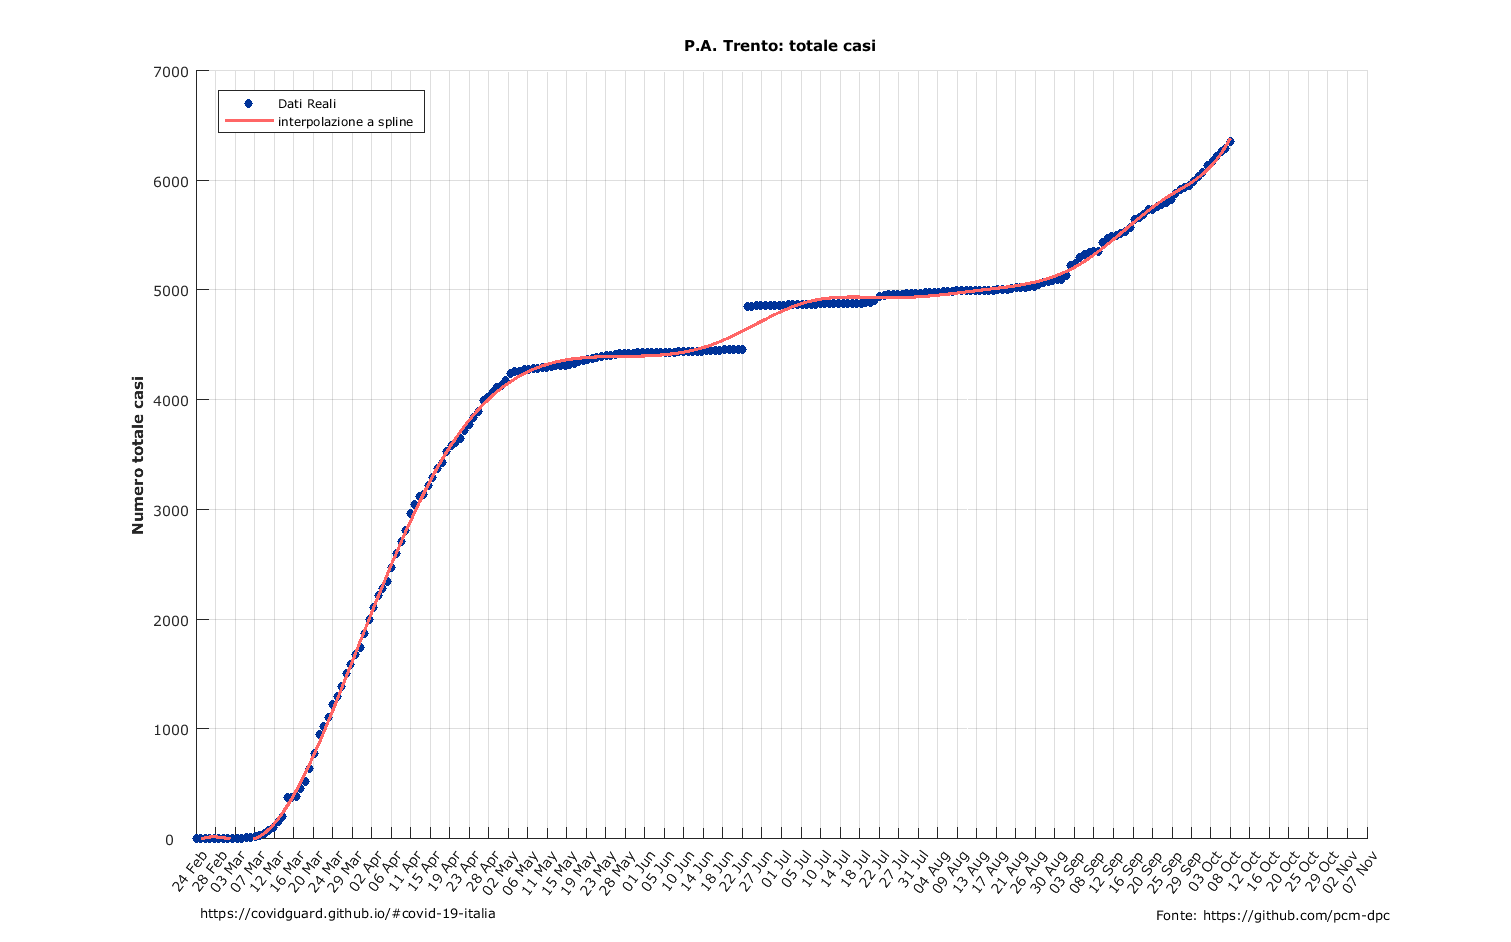 P.A. Trento: totale casi
7000
6000
5000
4000
3000
2000
1000
0
Numero totale casi
Dati Reali
interpolazione a spline
24 Feb
28 Feb
03 Mar
07 Mar
12 Mar
16 Mar
20 Mar
24 Mar
29 Mar
02 Apr
06 Apr
11 Apr
15 Apr
19 Apr
23 Apr
28 Apr
02 May
06 May
11 May
15 May
19 May
23 May
28 May
01 Jun
05 Jun
10 Jun
14 Jun
18 Jun
22 Jun
27 Jun
01 Jul
05 Jul
10 Jul
14 Jul
18 Jul
22 Jul
27 Jul
31 Jul
04 Aug
09 Aug
13 Aug
17 Aug
21 Aug
26 Aug
30 Aug
03 Sep
08 Sep
12 Sep
16 Sep
20 Sep
25 Sep
29 Sep
03 Oct
08 Oct
12 Oct
16 Oct
20 Oct
25 Oct
29 Oct
02 Nov
07 Nov
https://covidguard.github.io/#covid-19-italia
Fonte: https://github.com/pcm-dpc